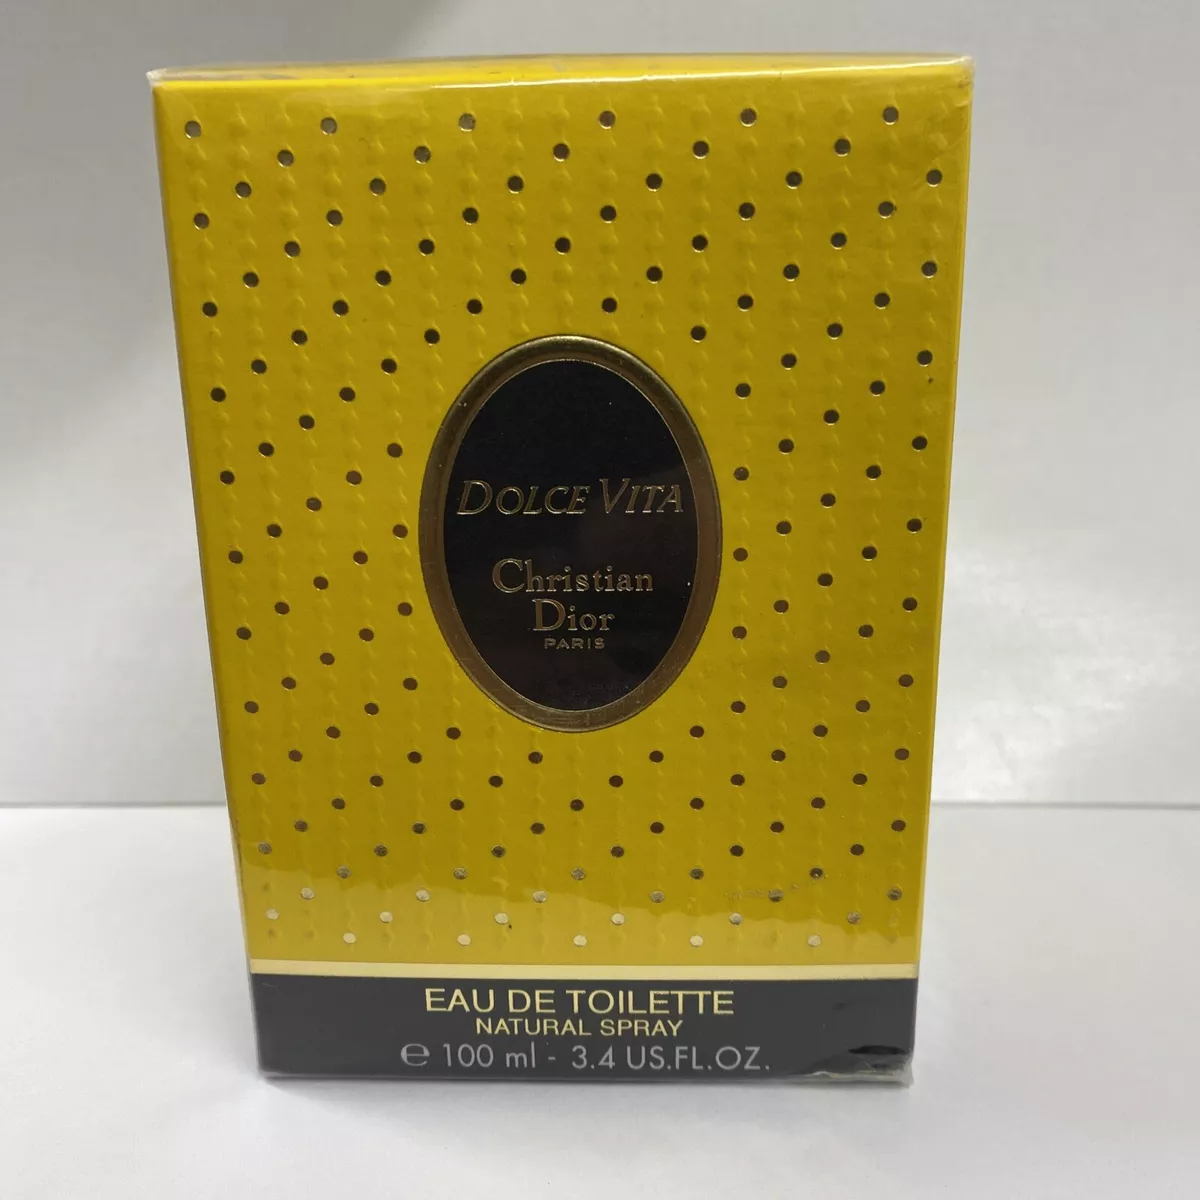 DOLCE VITA
Christian
Dior
PARIS
EAU DE TOILETTE
NATURAL SPRAY
℮ 100 ml - 3.4 US.FL.OZ.